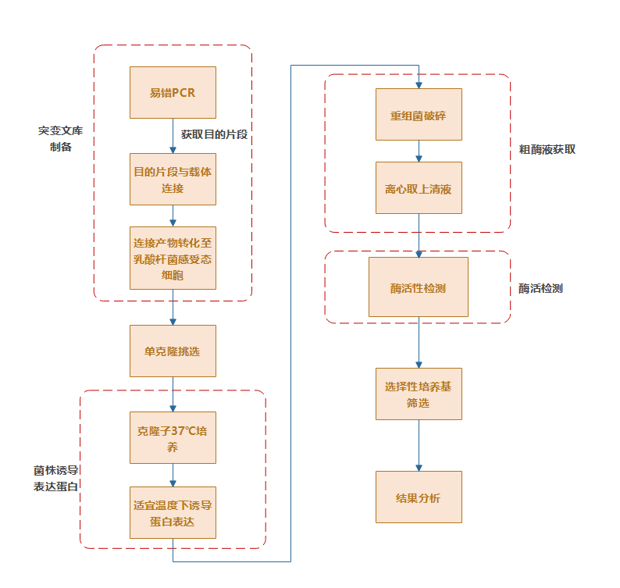 突变文库
制备
易错PCR
获取目的片段
目的片段与载体
连接
连接产物转化至
乳酸杆菌感受态
细胞
单克隆挑选
菌株诱导
表达蛋白
克隆子37℃培
养
适宜温度下诱导
蛋白表达
重组菌破碎
离心取上清液
粗酶液获取
酶活性检测
酶活检测
选择性培养基
筛选
结果分析